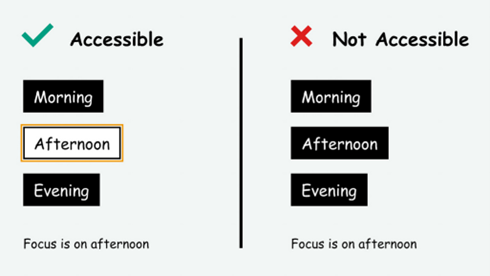 Accessible
Morning
Afternoon
Evening
Focus is on afternoon
Not Accessible
Morning
Afternoon
Evening
Focus is on afternoon